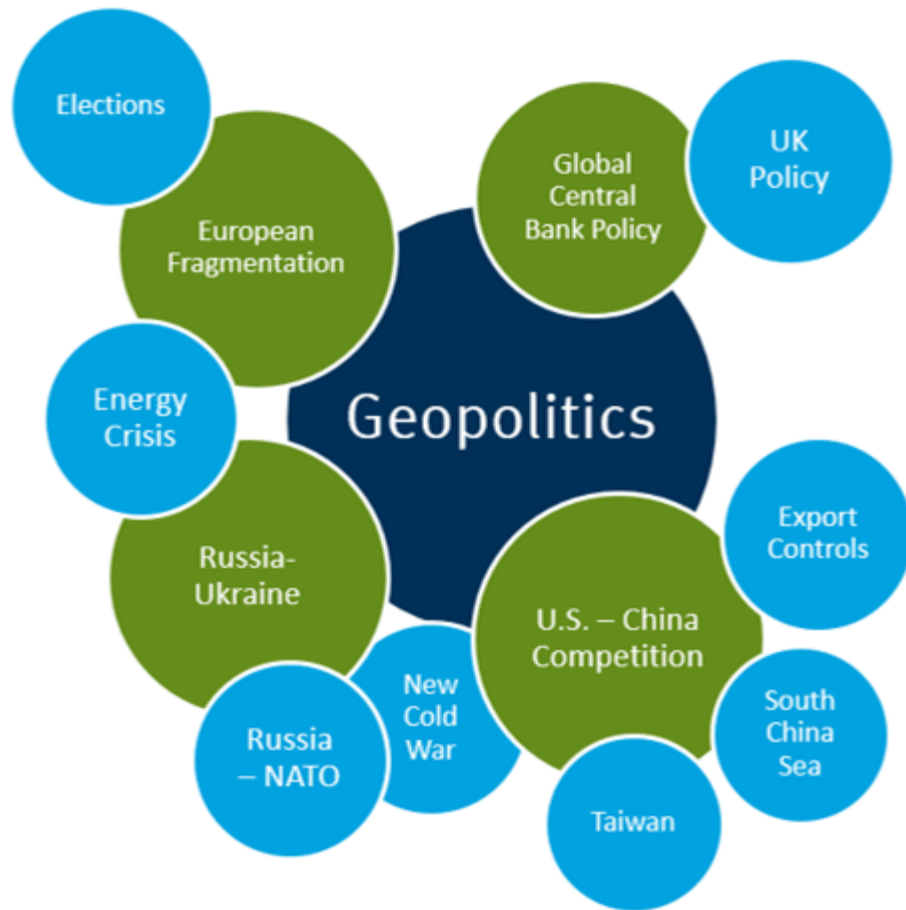 Elections
Global
Central
Bank Policy
UK
Policy
European
Fragmentation
Energy
Crisis
Geopolitics
Export
Controls
Russia-
Ukraine
U.S. – China
Competition
New
Cold
War
South
China
Sea
Russia
– NATO
Taiwan